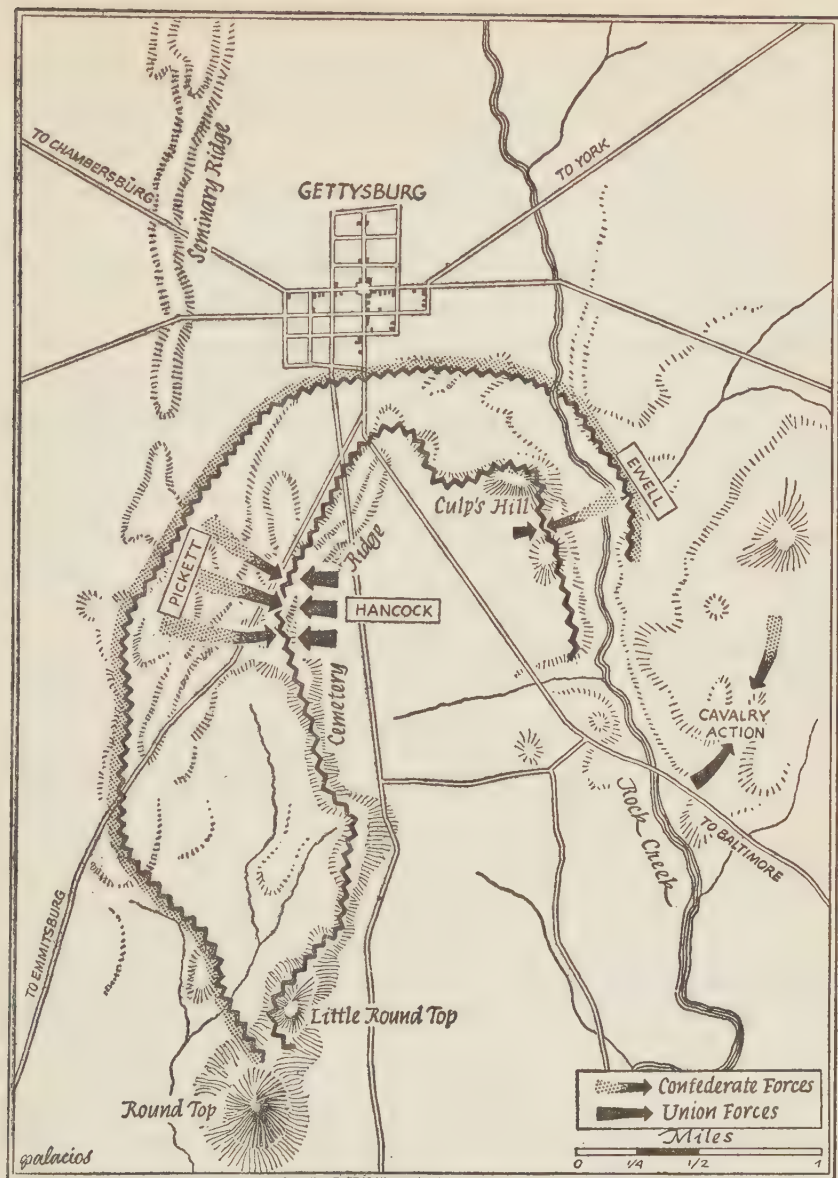 TO CHAMBERSBURG
Seminary Ridge
GETTYSBURG
TO YORK
EWELL
Culp's Hill
PICKETT
Ridge
HANCOCK
Cemetery
CAVALRY
ACTION
Rock Creek
TO BALTIMORE
TO EMMITSBURG
Little Round Top
Round Top
Confederate Forces
Union Forces
Miles
0 1/4 1/2 1
palacios